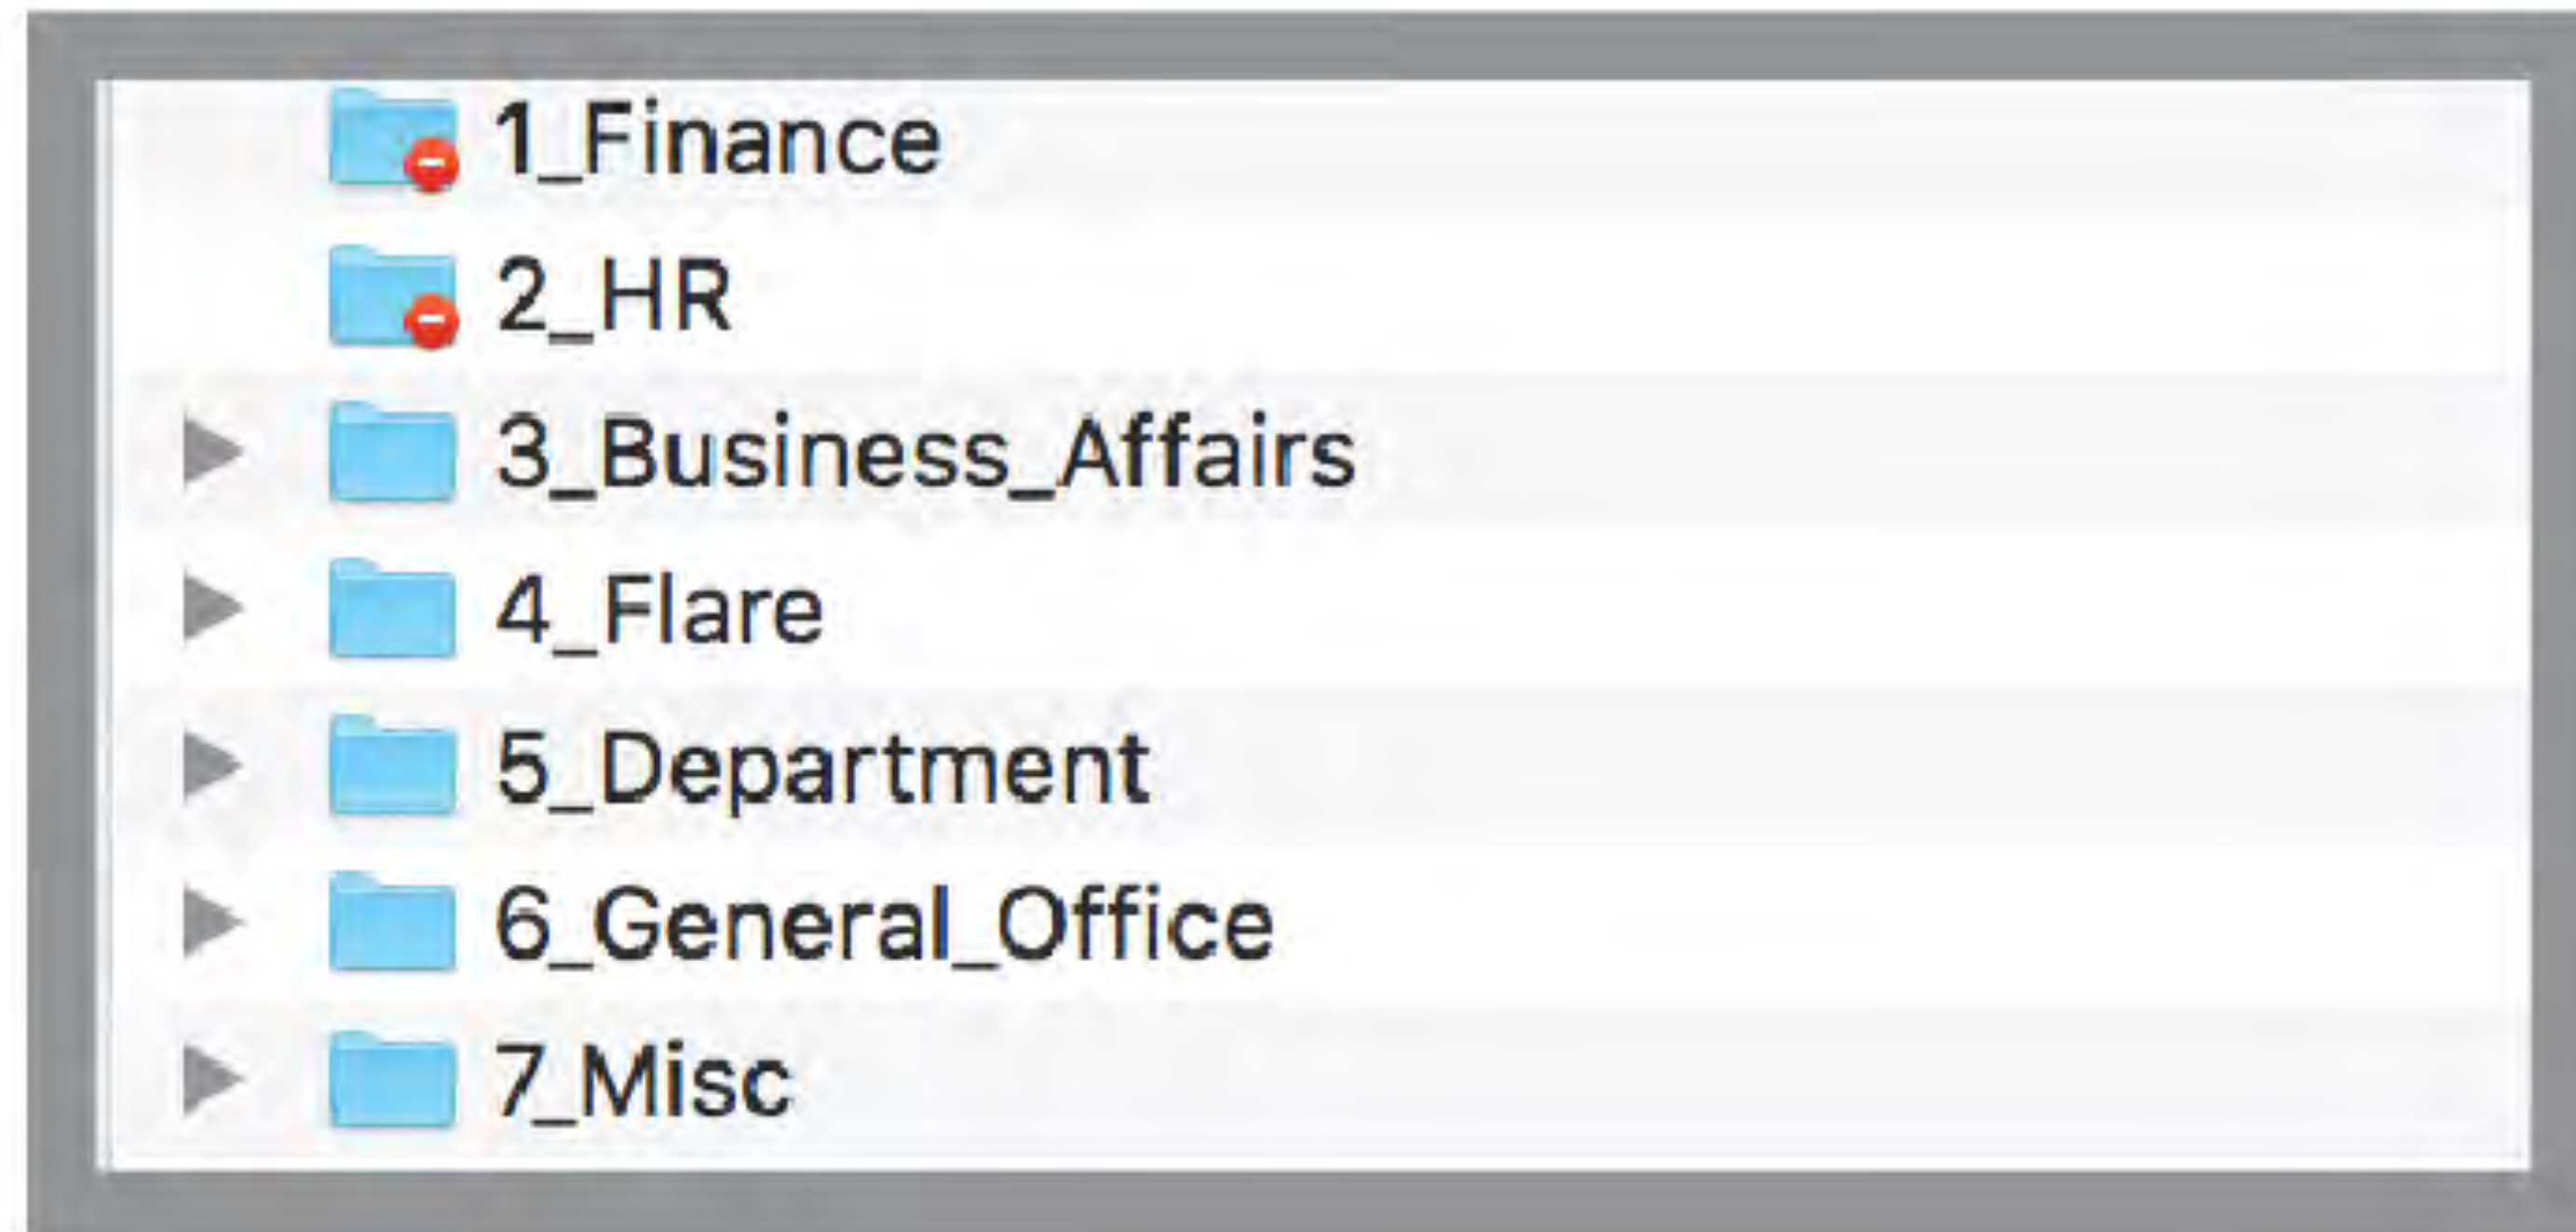 1_Finance
2_HR
3_Business_Affairs
4_Flare
5_Department
6_General_Office
7_Misc